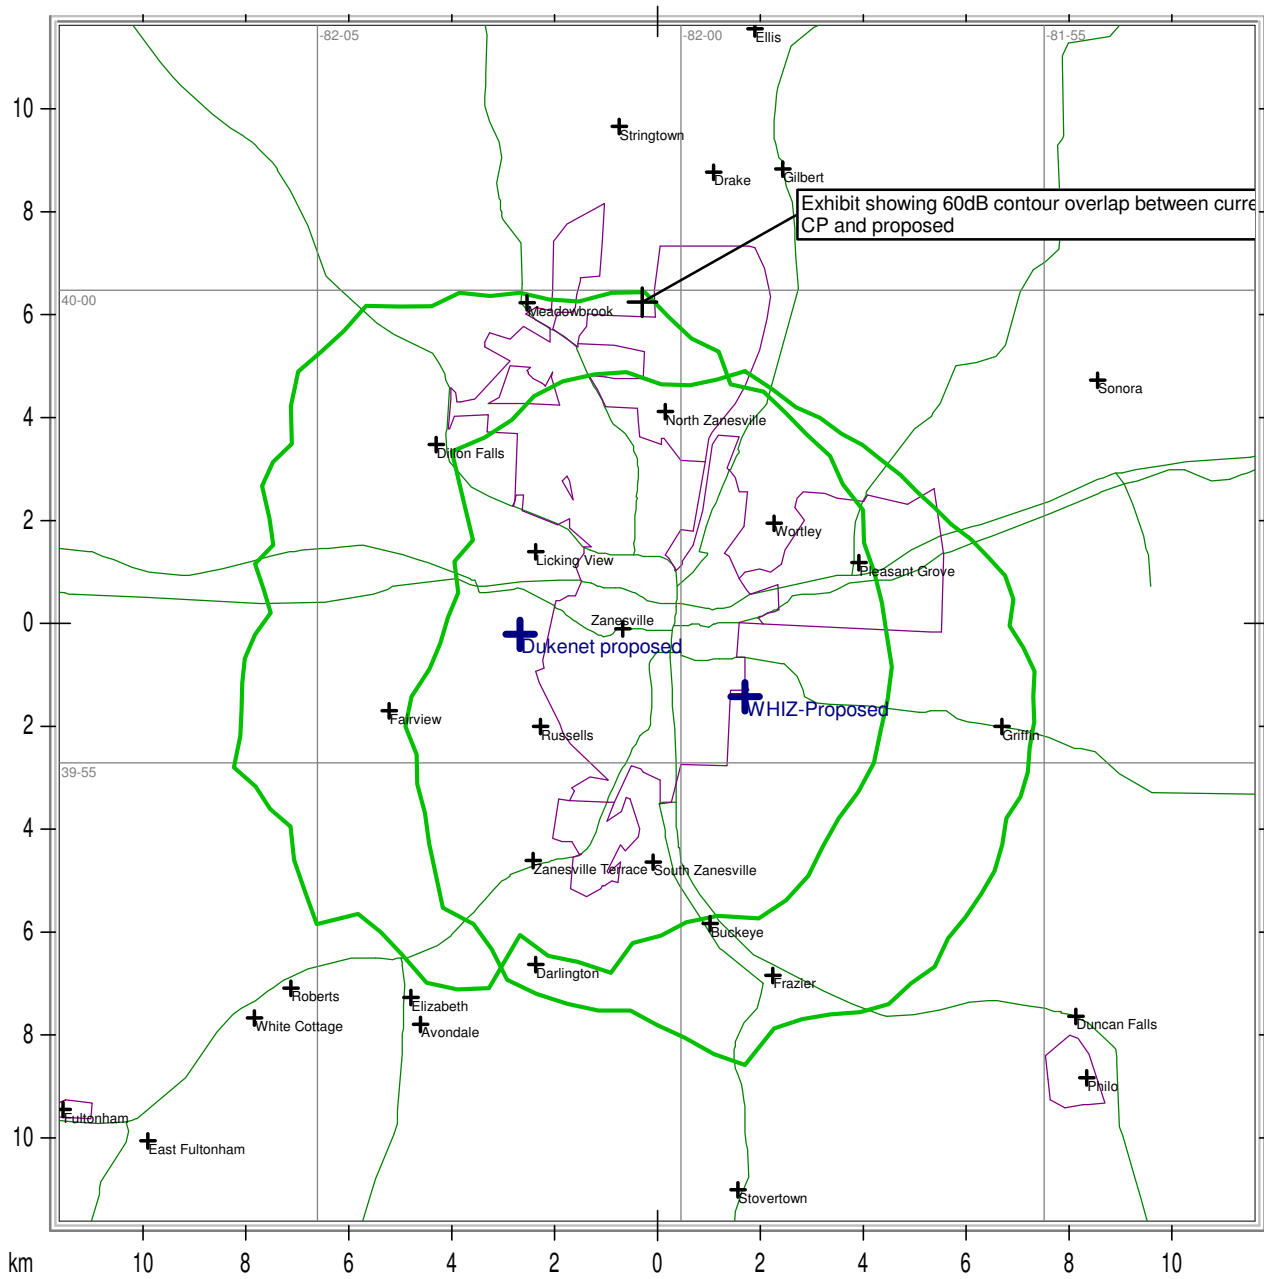 -82-05
-82-00
-81-55
Ellis
10
Stringtown
Drake
Gilbert
8
Exhibit showing 60dB contour overlap between curre
CP and proposed
40-00
6
Meadowbrook
Sonora
4
North Zanesville
Dillon Falls
2
Wortley
Licking View
Pleasant Grove
0
Zanesville
Dukenet proposed
Fairview
WHIZ-Proposed
2
Russells
Griffin
39-55
4
Zanesville Terrace
South Zanesville
6
Buckeye
Darlington
Frazier
Roberts
Elizabeth
White Cottage
Avondale
Duncan Falls
8
Philo
Fultonham
10
East Fultonham
Stovertown
km
10
8
6
4
2
0
2
4
6
8
10